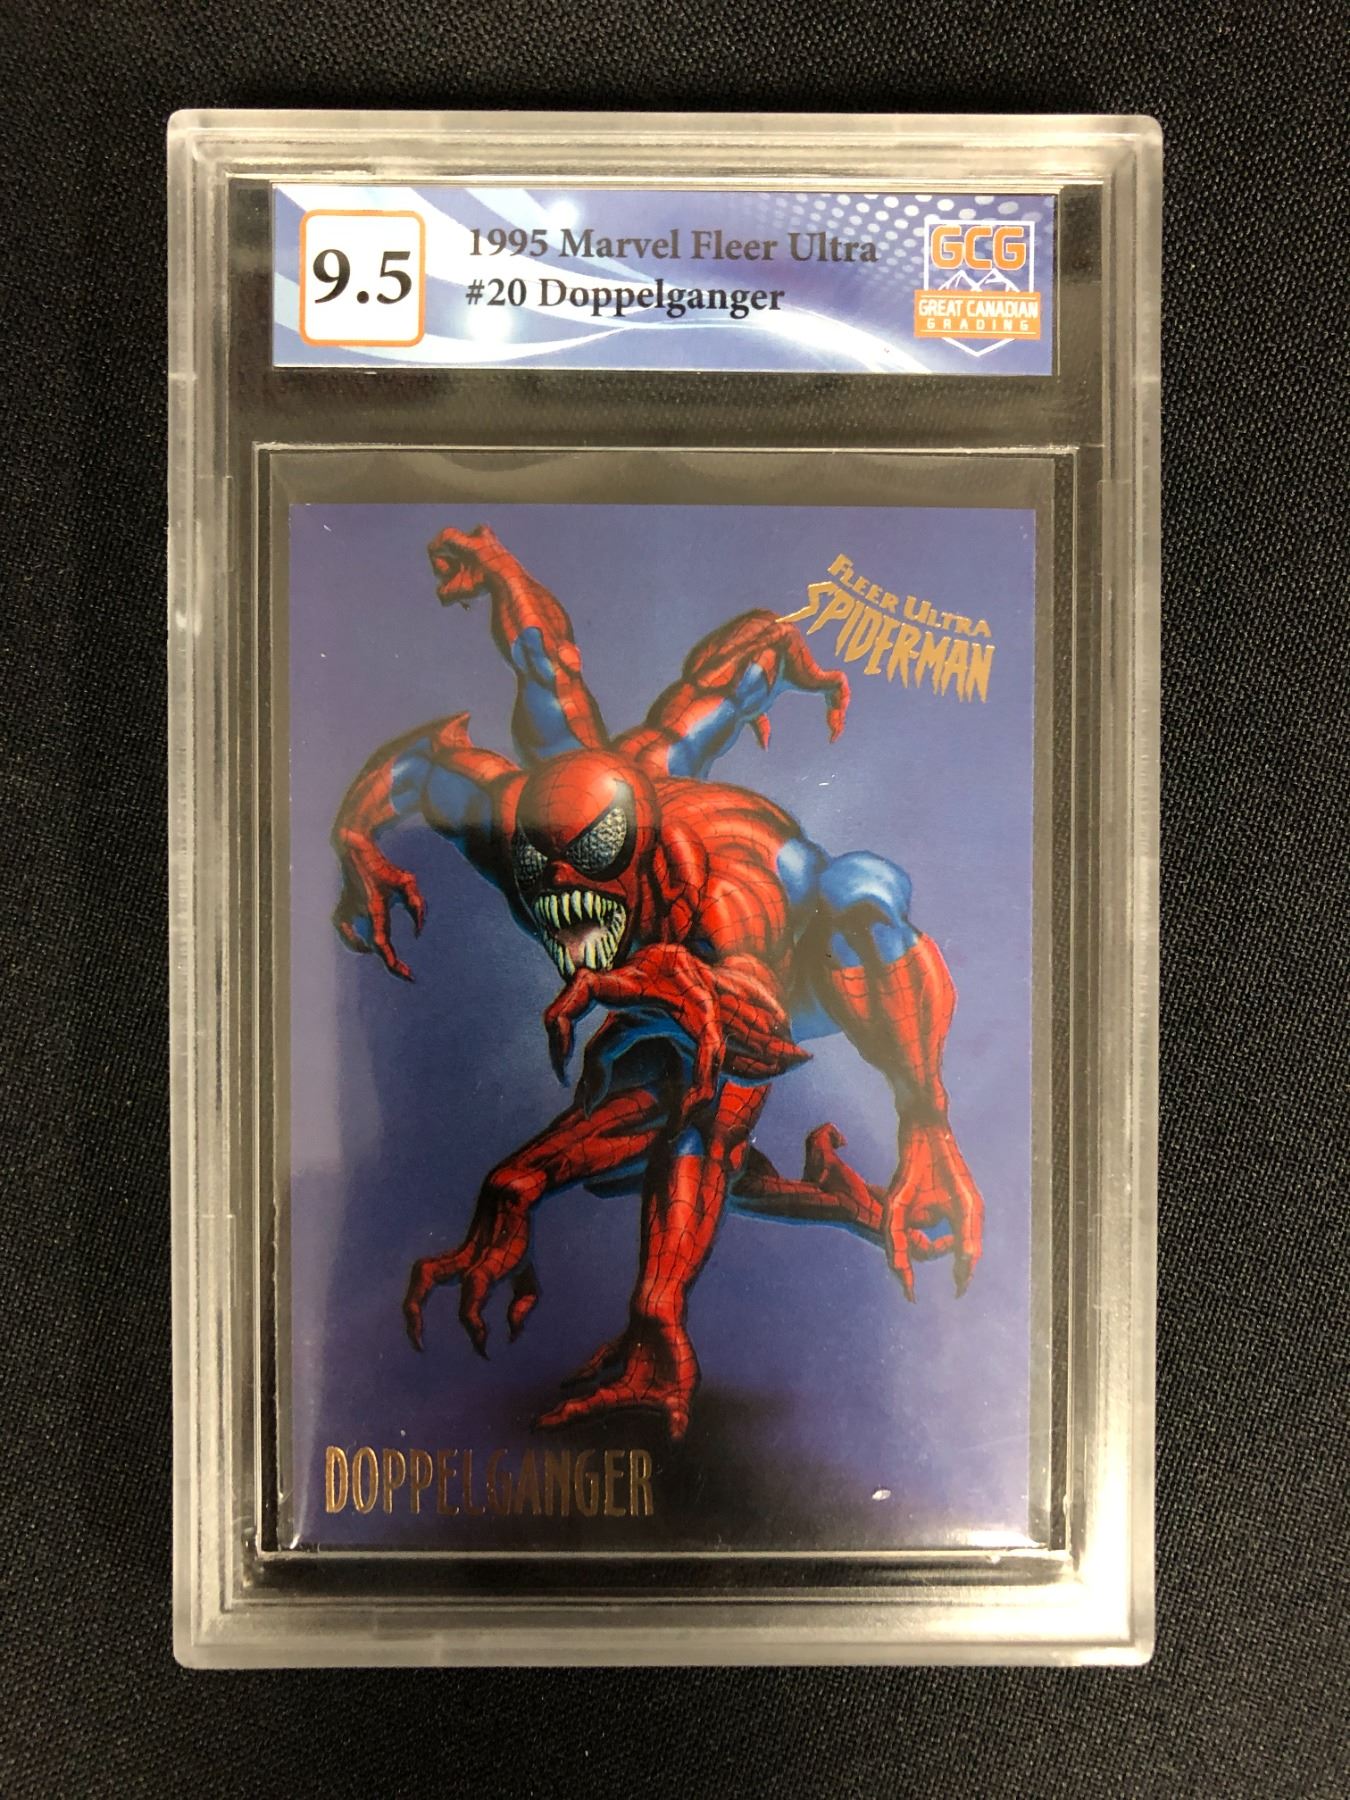 9.5
1995 Marvel Fleer Ultra
#20 Doppelganger
GCG
GREAT CANADIAN
GRADING
FLEER ULTRA
SPIDER-MAN
DOPPELGANGER